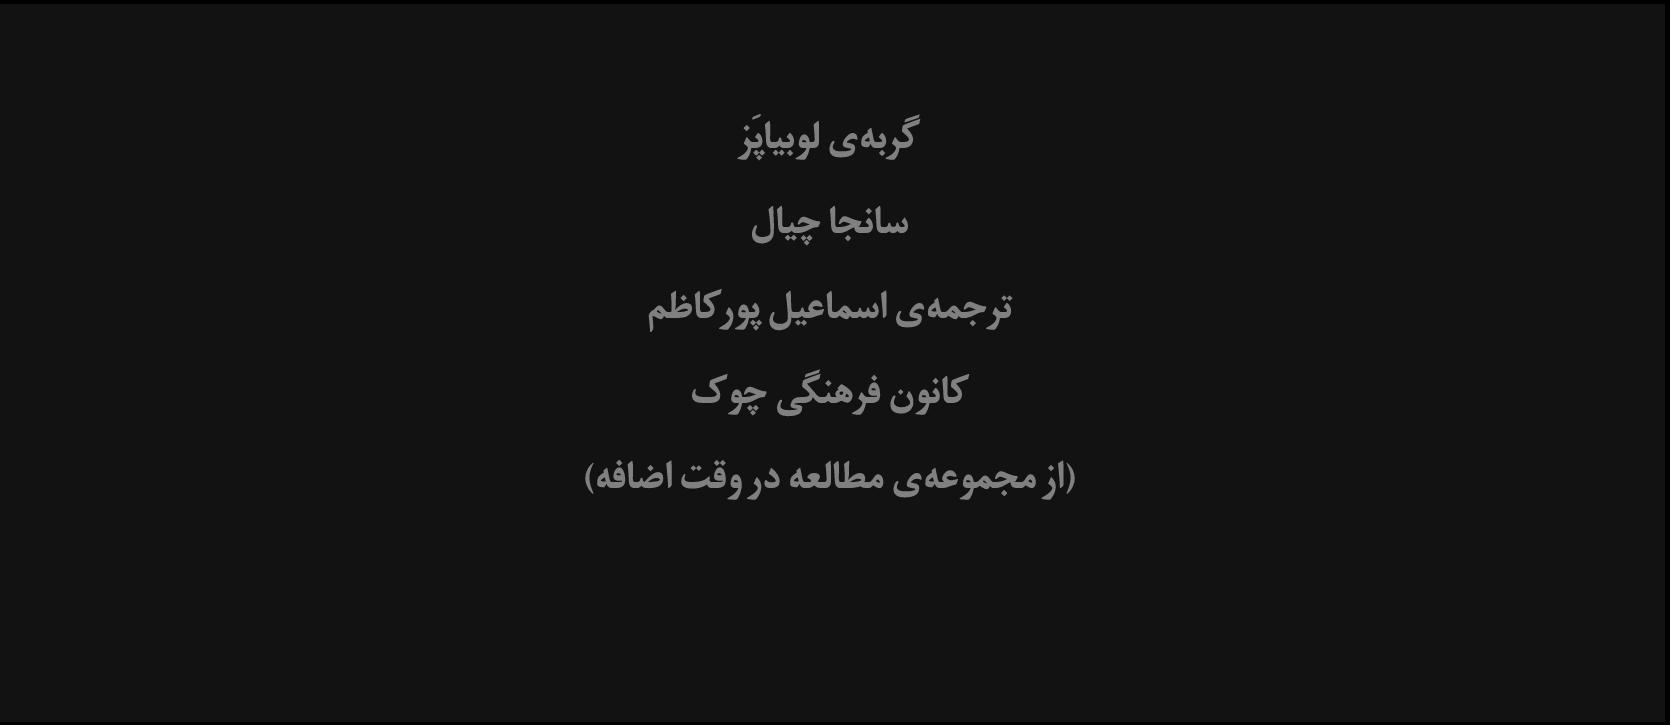 گربه‌ی لوبیاپَز
سانجا چیال
ترجمه‌ی اسماعیل پورکاظم
کانون فرهنگی چوک
(از مجموعه‌ی مطالعه در وقت اضافه)